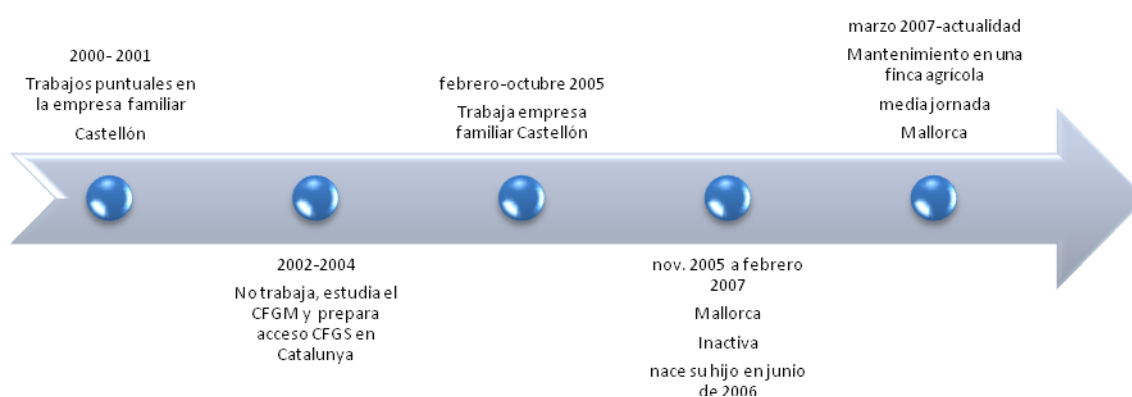 2000- 2001
Trabajos puntuales en
la empresa familiar
Castellón
2002-2004
No trabaja, estudia el
CFGM y prepara
acceso CFGS en
Catalunya
febrero-octubre 2005
Trabaja empresa
familiar Castellón
nov. 2005 a febrero
2007
Mallorca
Inactiva
nace su hijo en junio
de 2006
marzo 2007-actualidad
Mantenimiento en una
finca agrícola
media jornada
Mallorca